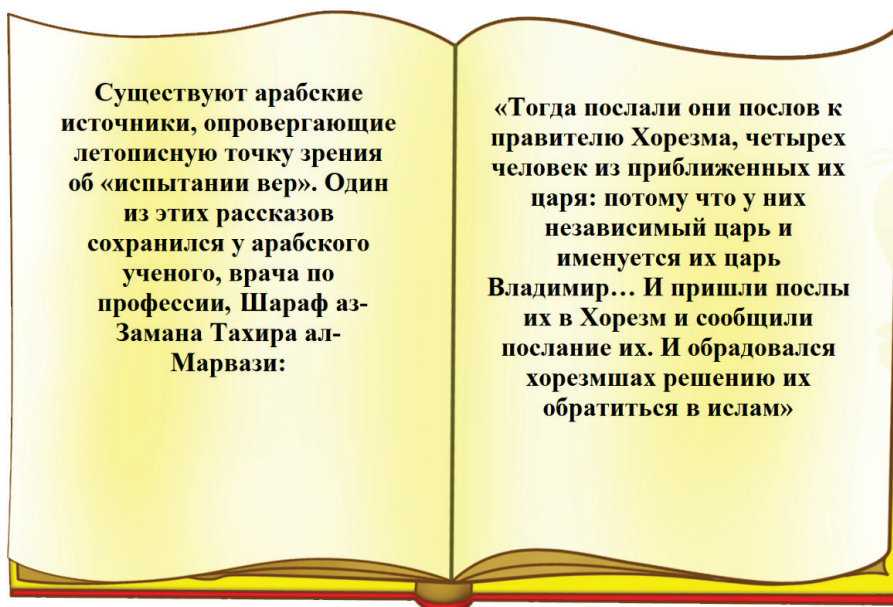 Существуют арабские
источники, опровергающие
летописную точку зрения
об «испытании вер». Один
из этих рассказов
сохранился у арабского
ученого, врача по
профессии, Шараф аз-
Замана Тахира ал-
Марвази:
«Тогда послали они послов к
правителю Хорезма, четырех
человек из приближенных их
царя: потому что у них
независимый царь и
именуется их царь
Владимир… И пришли послы
их в Хорезм и сообщили
послание их. И обрадовался
хорезмшах решению их
обратиться в ислам»